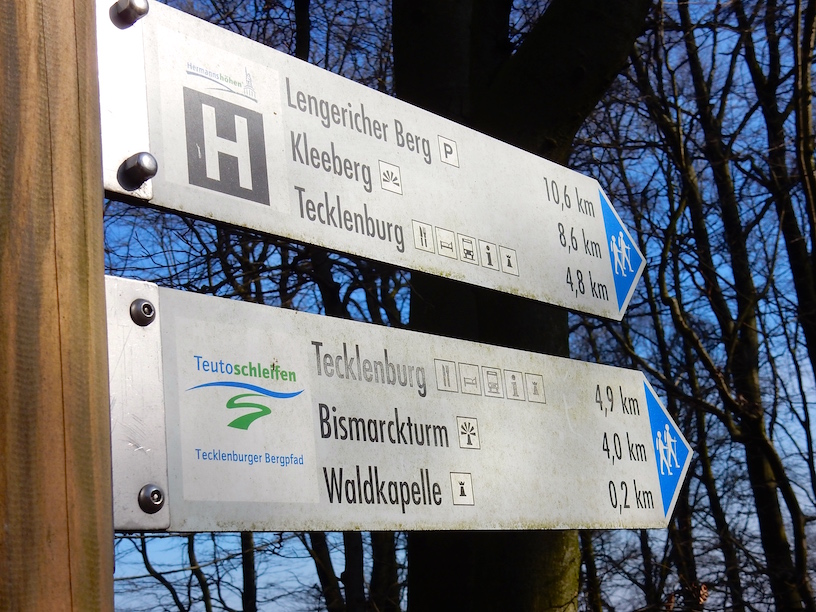 Hermannshöhen
H
Lengericher Berg P
10,6 km
Kleeberg
8,6 km
Tecklenburg i
4,8 km
Teutoschleifen
Tecklenburger Bergpfad
Tecklenburg i
4,9 km
Bismarckturm
4,0 km
Waldkapelle
0,2 km